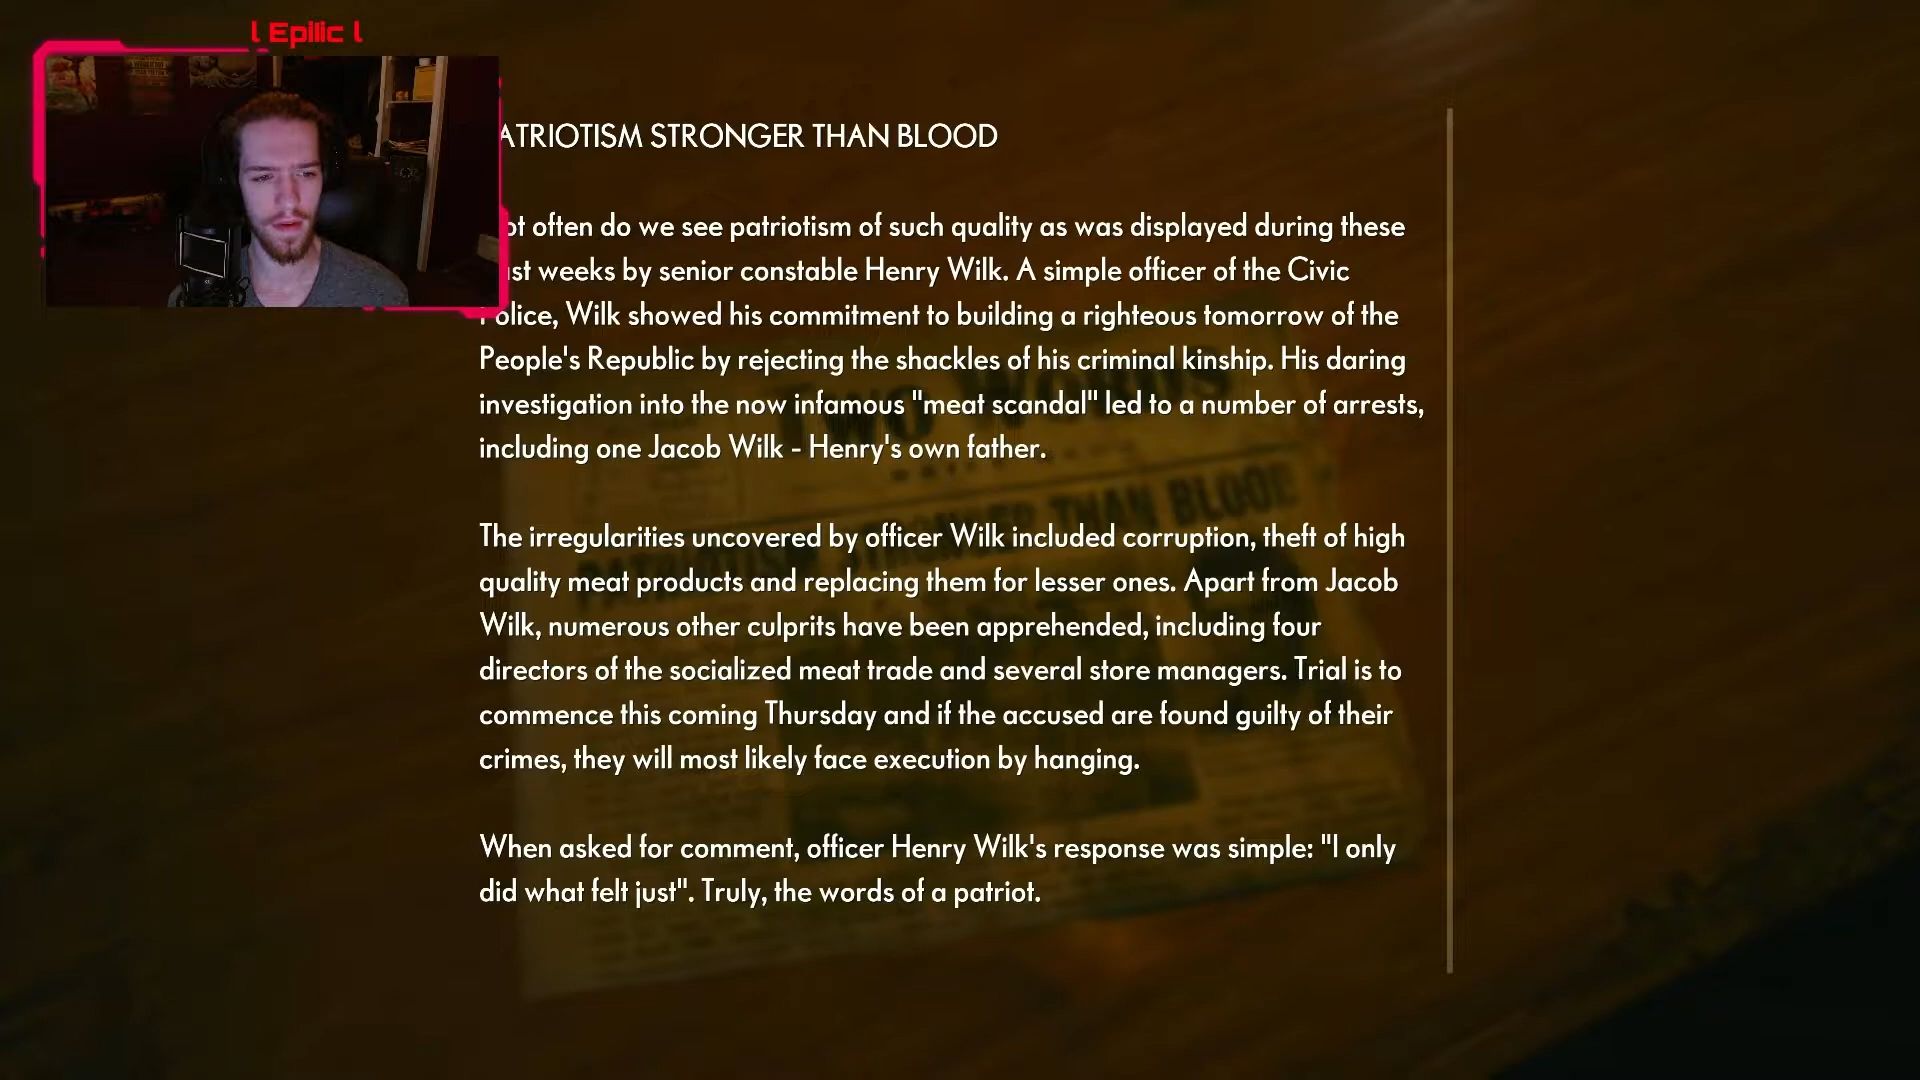 l Epilic l
ATRIOTISM STRONGER THAN BLOOD
ot often do we see patriotism of such quality as was displayed during these
st weeks by senior constable Henry Wilk. A simple officer of the Civic
Police, Wilk showed his commitment to building a righteous tomorrow of the
People's Republic by rejecting the shackles of his criminal kinship. His daring
investigation into the now infamous "meat scandal" led to a number of arrests,
including one Jacob Wilk - Henry's own father.
The irregularities uncovered by officer Wilk included corruption, theft of high
quality meat products and replacing them for lesser ones. Apart from Jacob
Wilk, numerous other culprits have been apprehended, including four
directors of the socialized meat trade and several store managers. Trial is to
commence this coming Thursday and if the accused are found guilty of their
crimes, they will most likely face execution by hanging.
When asked for comment, officer Henry Wilk's response was simple: "I only
did what felt just". Truly, the words of a patriot.
Two Words
PATRIOTISM STRONGER THAN BLOOD